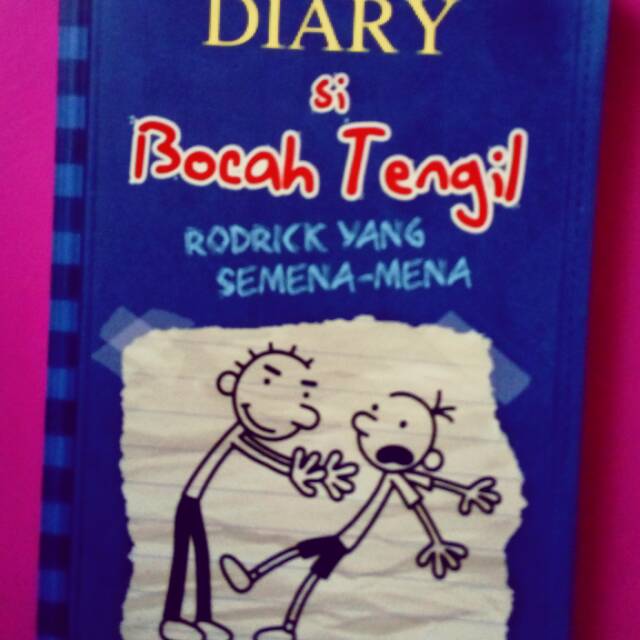 DIARY
si
Bocah Tengil
RODRICK YANG
SEMENA-MENA